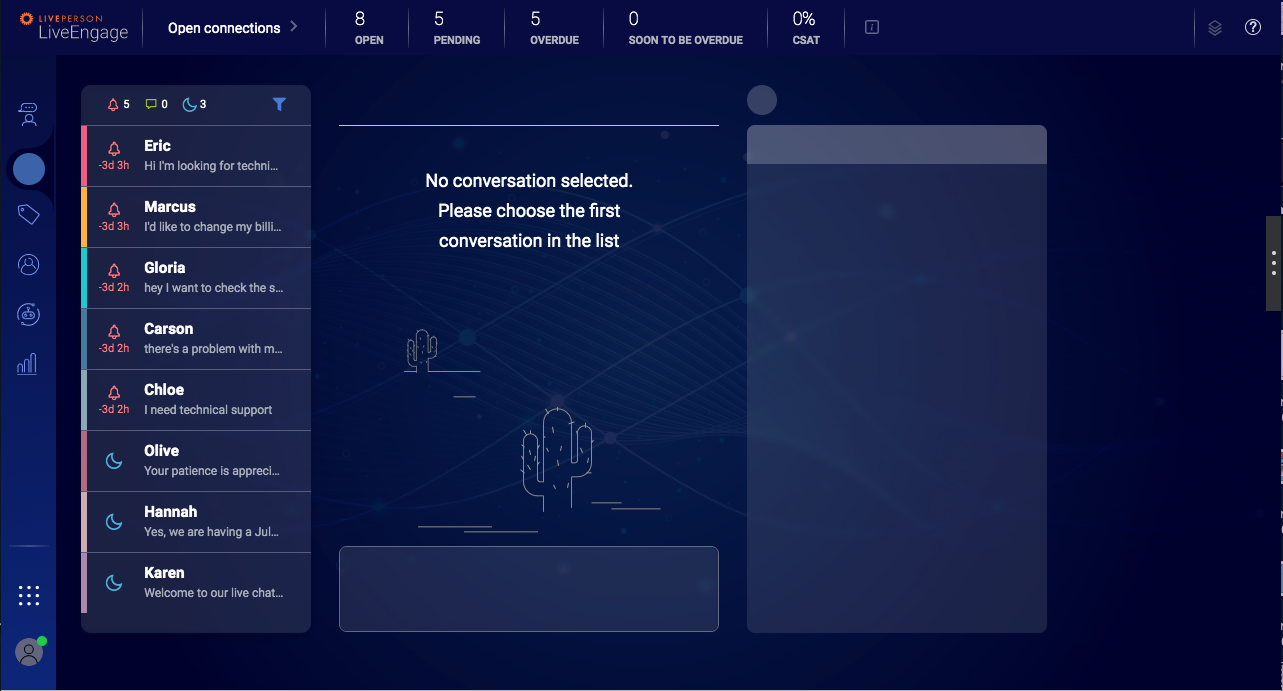 LIVEPERSON
LiveEngage
Open connections
8
OPEN
5
PENDING
5
OVERDUE
0
SOON TO BE OVERDUE
0%
CSAT
5
0
3
Eric
-3d 3h
Hi I'm looking for techni...
Marcus
-3d 3h
I'd like to change my billi...
Gloria
-3d 2h
hey I want to check the s...
Carson
-3d 2h
there's a problem with m...
Chloe
-3d 2h
I need technical support
Olive
Your patience is appreci...
Hannah
Yes, we are having a Jul...
Karen
Welcome to our live chat...
No conversation selected.
Please choose the first
conversation in the list